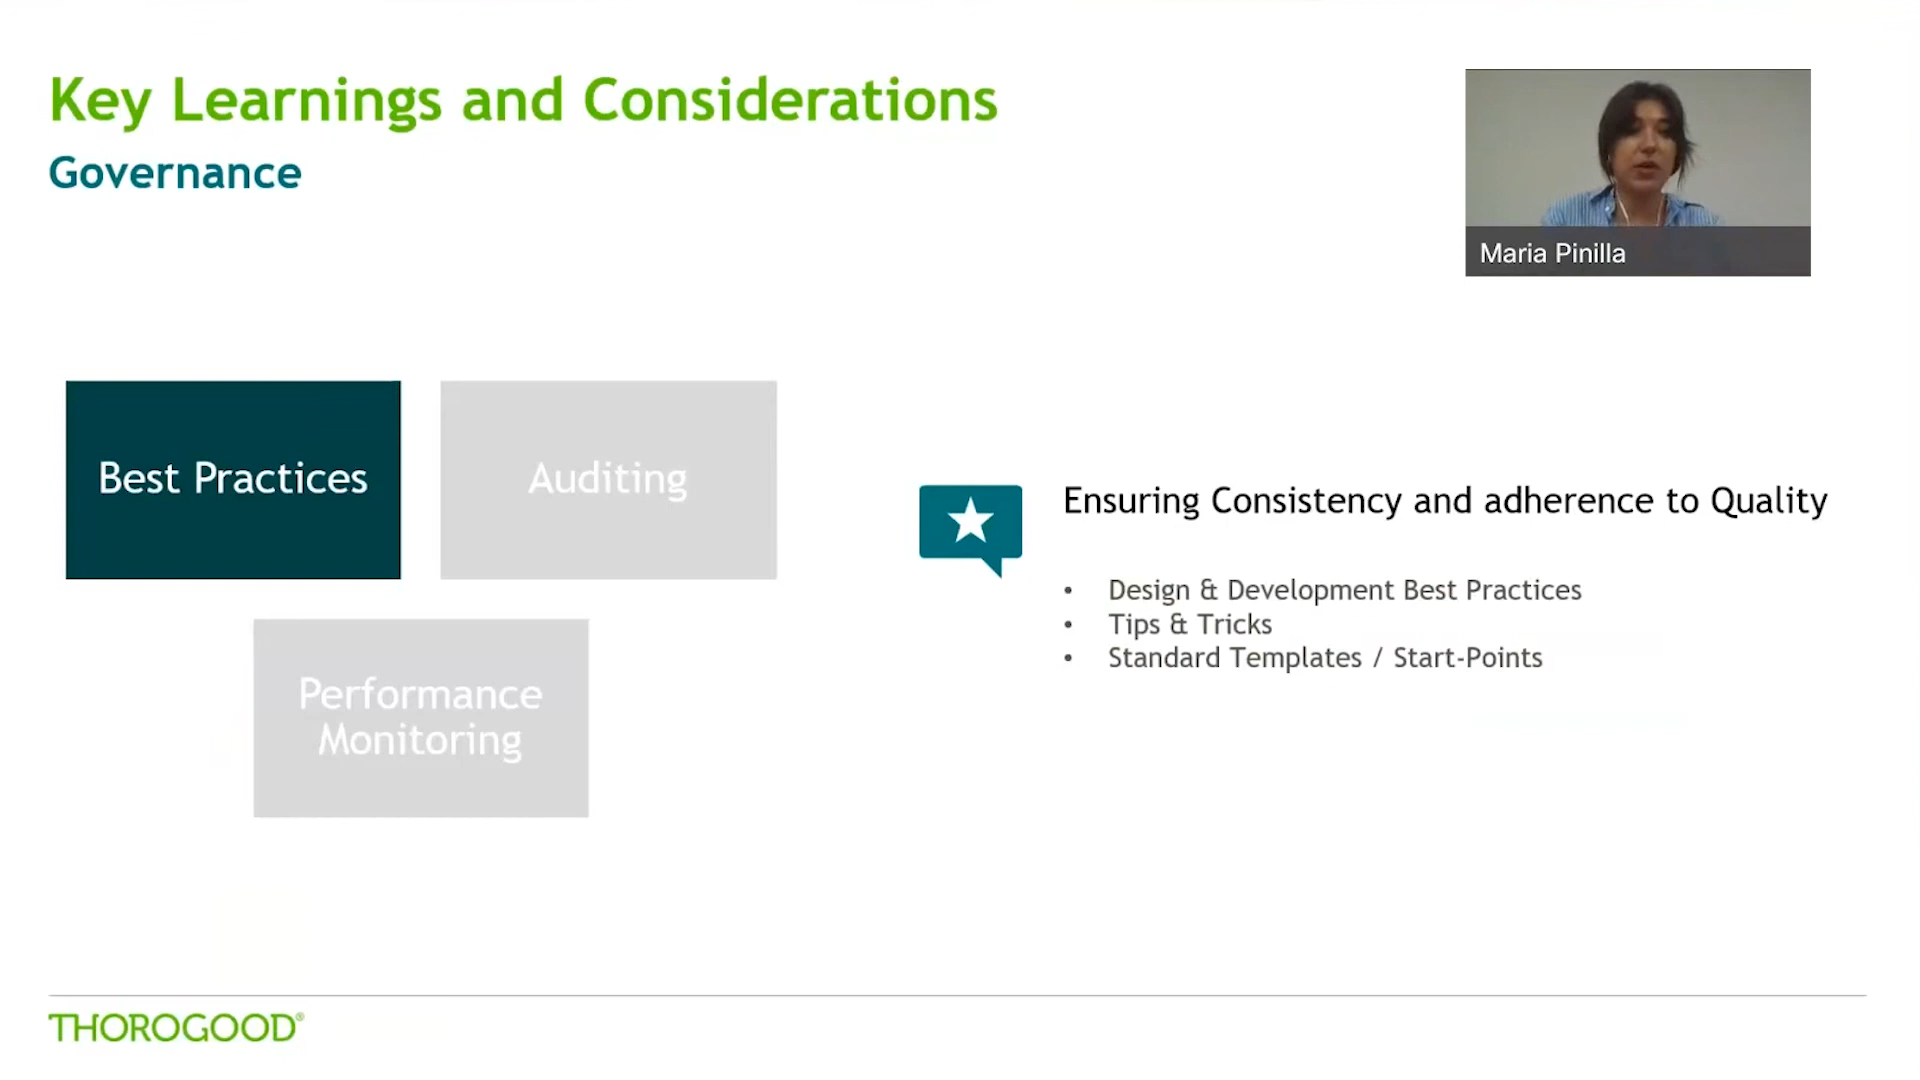 Key Learnings and Considerations
Governance
Maria Pinilla
Best Practices
Auditing
Performance
Monitoring
Ensuring Consistency and adherence to Quality
• Design & Development Best Practices
• Tips & Tricks
• Standard Templates / Start-Points
THOROGOOD®